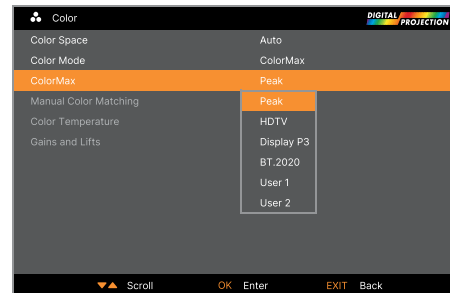 Color
DIGITAL PROJECTION
Color Space Auto
Color Mode ColorMax
ColorMax Peak
Manual Color Matching Peak
Color Temperature HDTV
Gains and Lifts Display P3
BT.2020
User 1
User 2
Scroll OK Enter EXIT Back